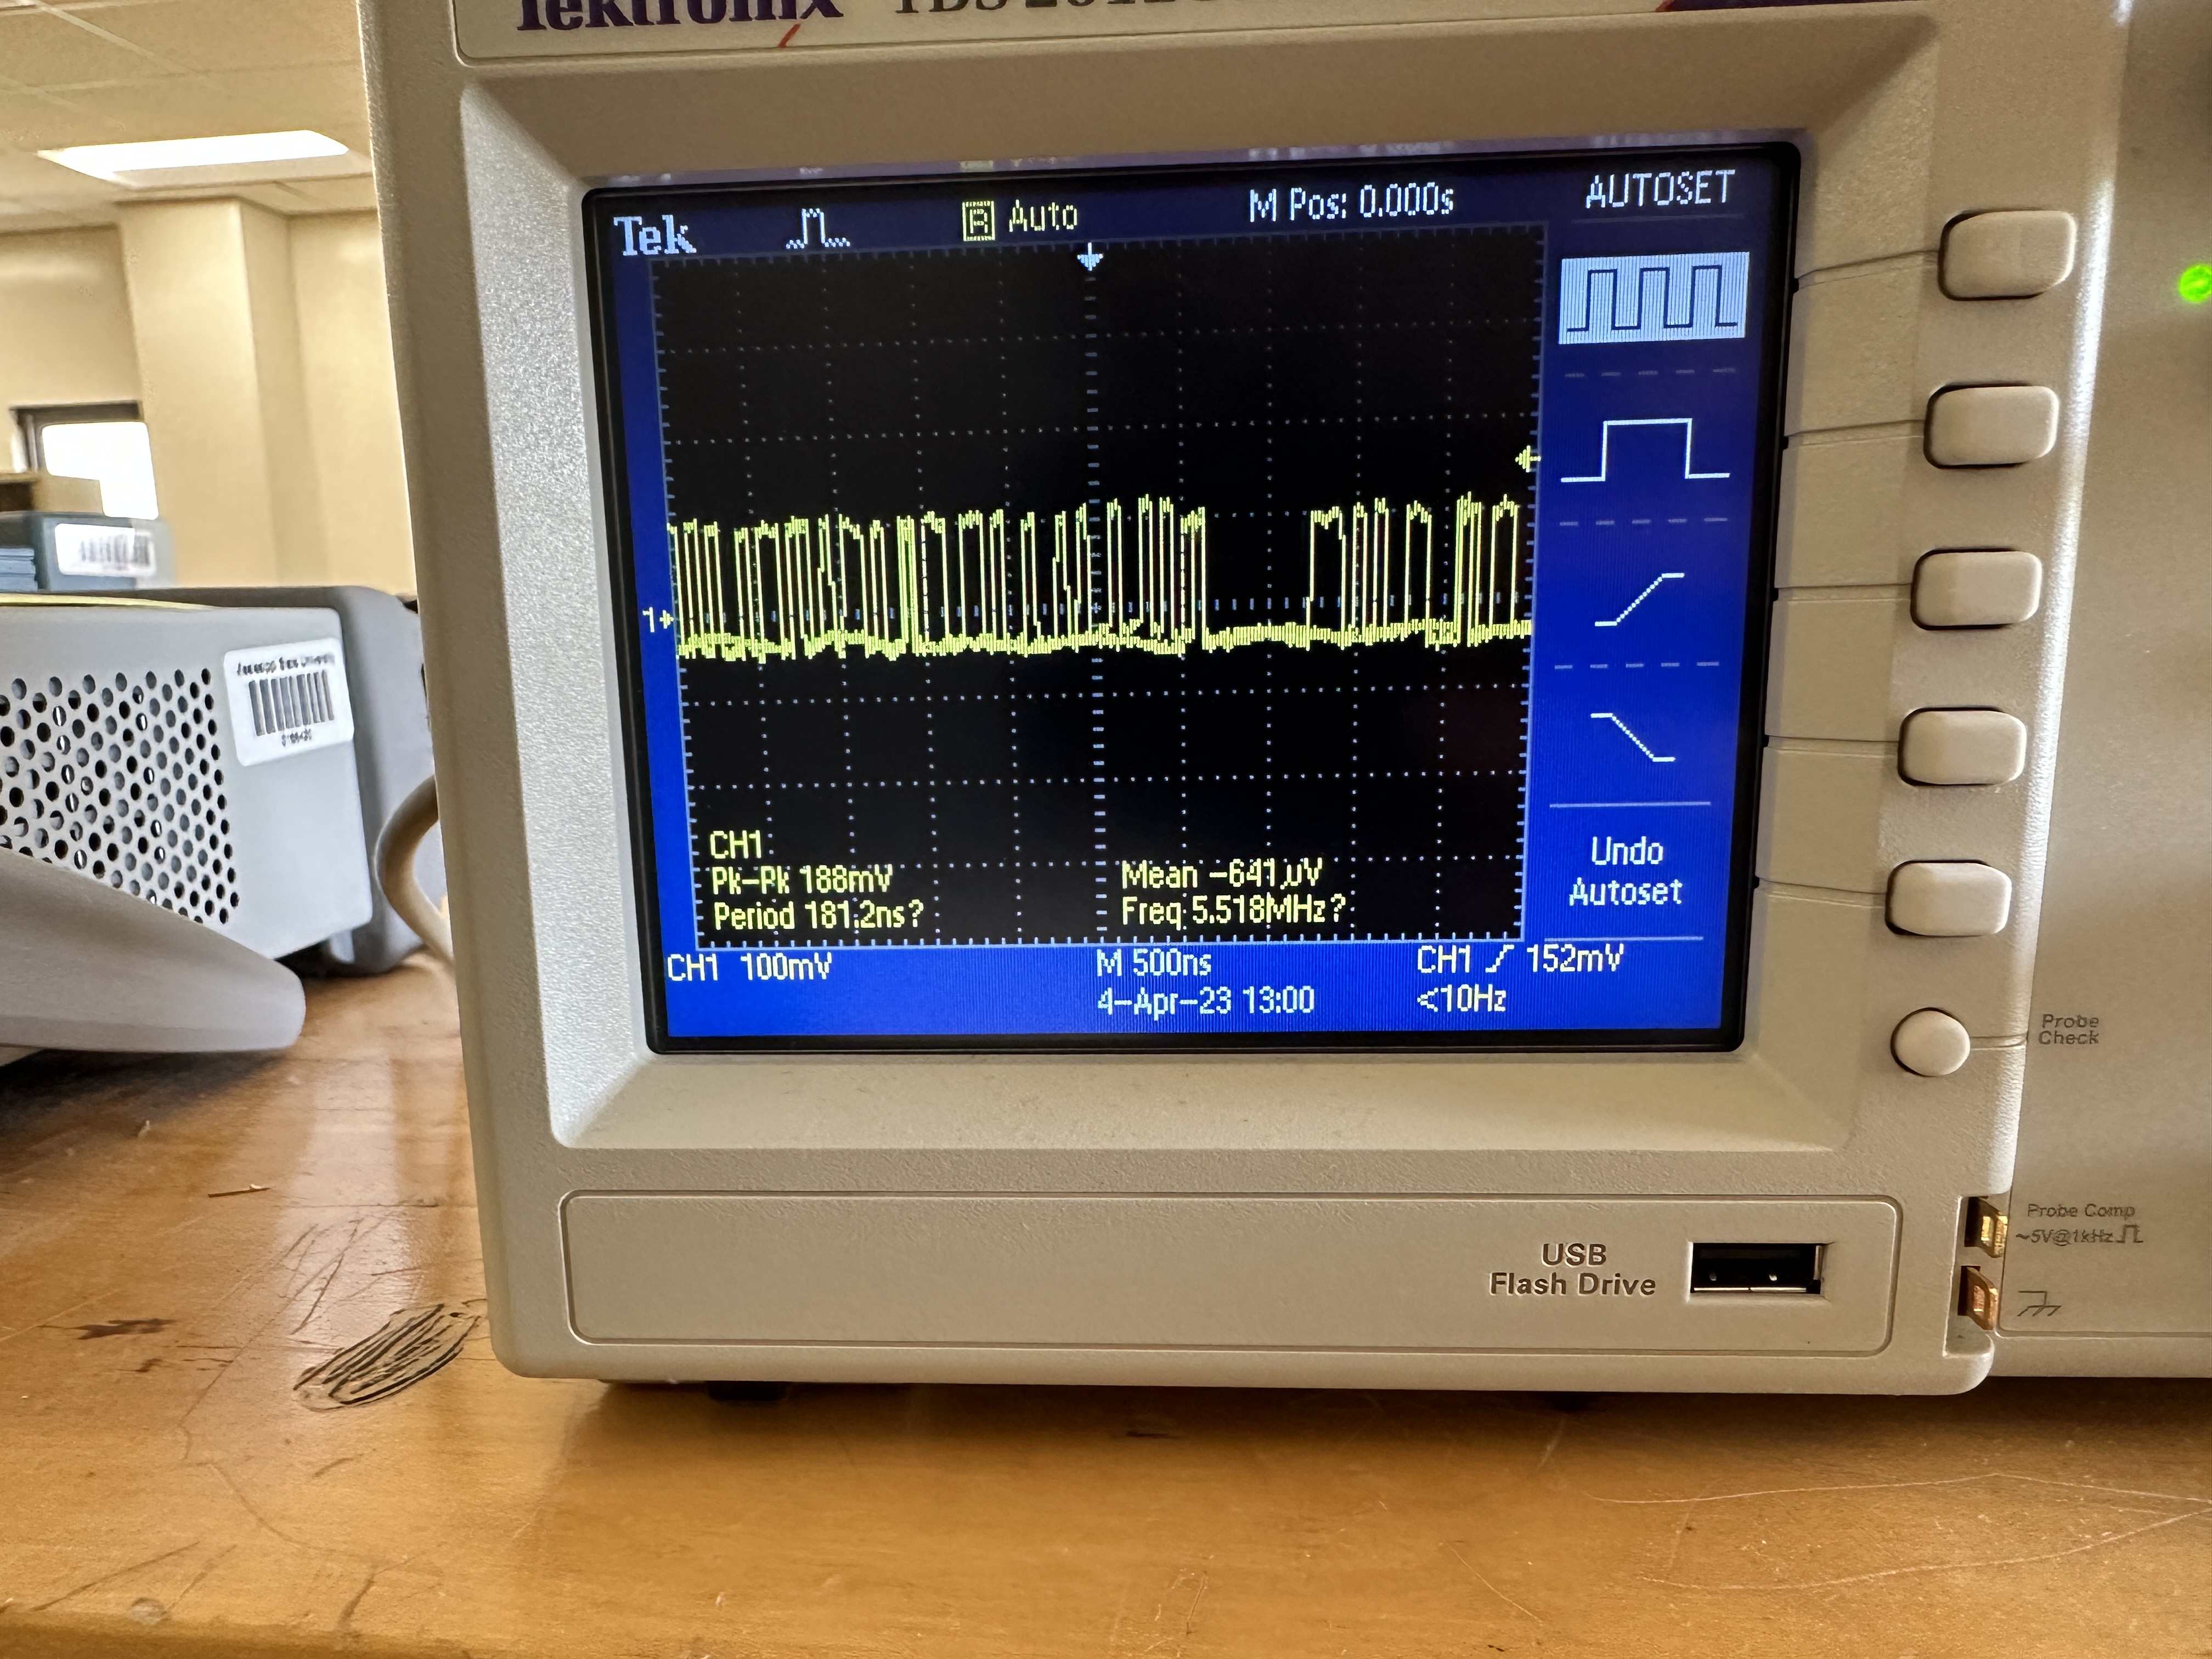 Tektronix
Tek
R Auto
M Pos: 0.000s
AUTOSET
1
CH1
Pk-Pk 188mV
Mean -641µV
Period 181.2ns?
Freq 5.518MHz?
Undo
Autoset
CH1 100mV
M 500ns
CH1 152mV
4-Apr-23 13:00
<10Hz
Probe
Check
Probe Comp
~5V@1kHz
USB
Flash Drive